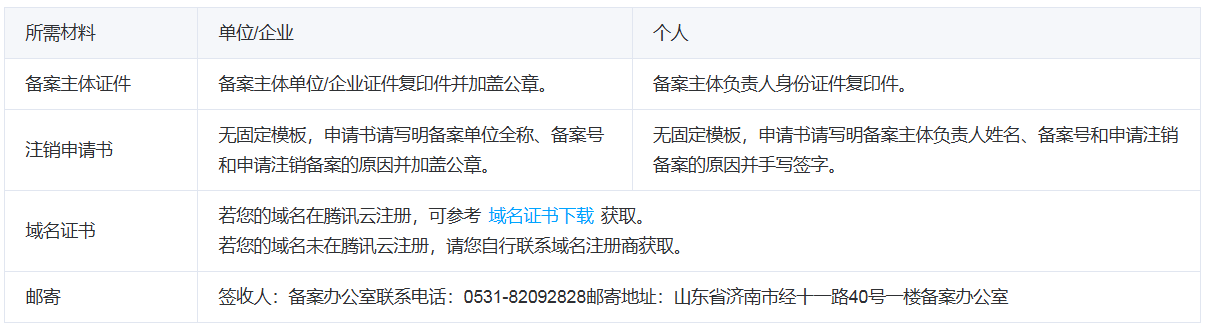 所需材料 单位/企业 个人
备案主体证件 备案主体单位/企业证件复印件并加盖公章。 备案主体负责人身份证件复印件。
注销申请书
无固定模板，申请书请写明备案单位全称、备案号
和申请注销备案的原因并加盖公章。
无固定模板，申请书请写明备案主体负责人姓名、备案号和申请注销
备案的原因并手写签字。
域名证书
若您的域名在腾讯云注册，可参考 域名证书下载 获取。
若您的域名未在腾讯云注册，请您自行联系域名注册商获取。
邮寄 签收人：备案办公室联系电话：0531-82092828邮寄地址：山东省济南市经十一路40号一楼备案办公室